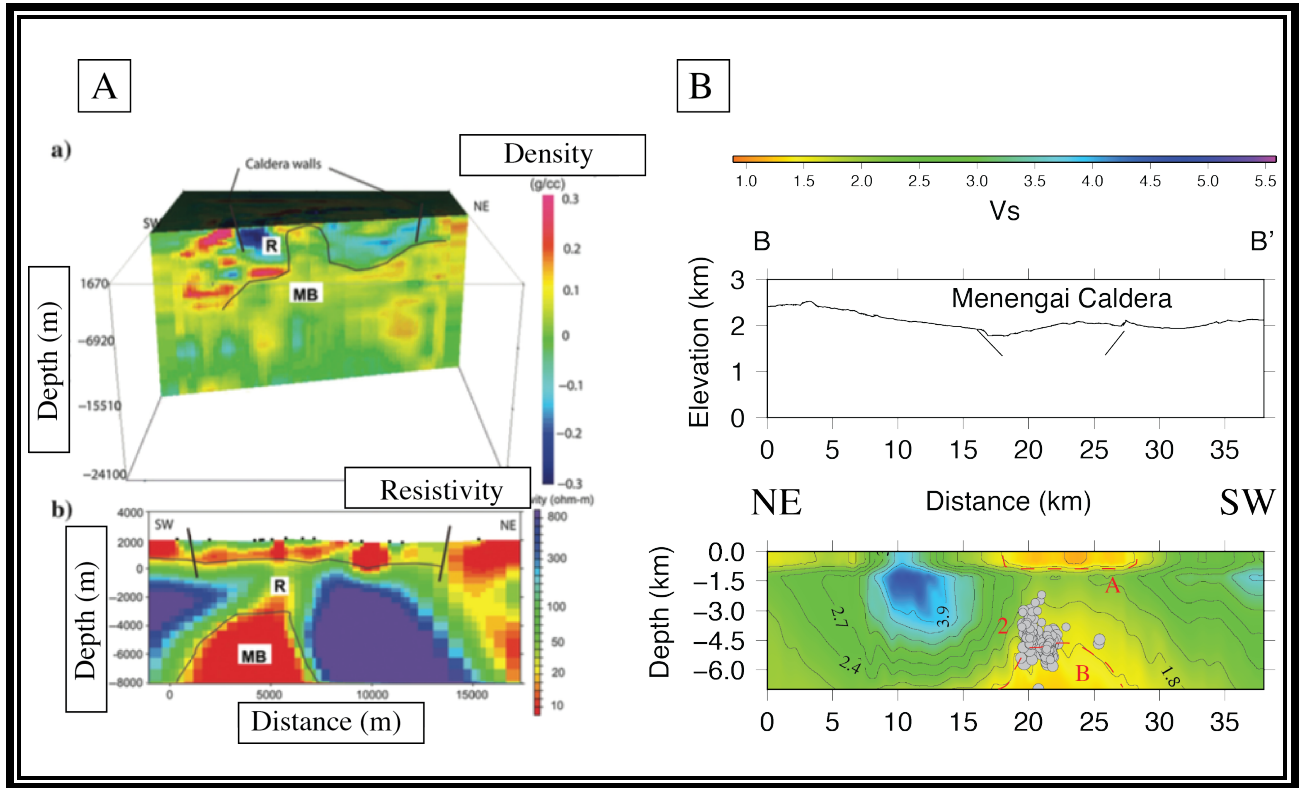 A
B
a)
Density
(g/cc)
Caldera walls
SW
NE
R
MB
Depth (m)
1670
−6920
−15510
−24100
0.3
0.2
0.1
0
−0.1
−0.2
−0.3
Resistivity
vity (ohm-m)
b)
SW
NE
R
MB
Depth (m)
4000
2000
0
−2000
−4000
−6000
−8000
0
5000
10000
15000
800
300
100
50
20
10
Distance (m)
1.0 1.5 2.0 2.5 3.0 3.5 4.0 4.5 5.0 5.5
Vs
B
B’
Menengai Caldera
Elevation (km)
3
2
1
0
0 5 10 15 20 25 30 35
NE
Distance (km)
SW
Depth (km)
0.0
−1.5
−3.0
−4.5
−6.0
2.7
2.4
3.9
2
A
B
1.8
0 5 10 15 20 25 30 35